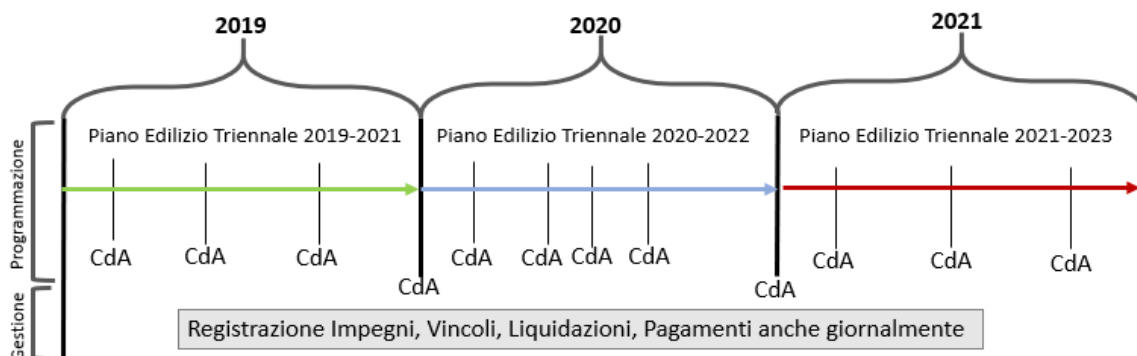 2019
2020
2021
Programmazione
Piano Edilizio Triennale 2019-2021
Piano Edilizio Triennale 2020-2022
Piano Edilizio Triennale 2021-2023
CdA
CdA
CdA
CdA
CdA
CdA
CdA
CdA
CdA
CdA
CdA
CdA
Gestione
Registrazione Impegni, Vincoli, Liquidazioni, Pagamenti anche giornalmente